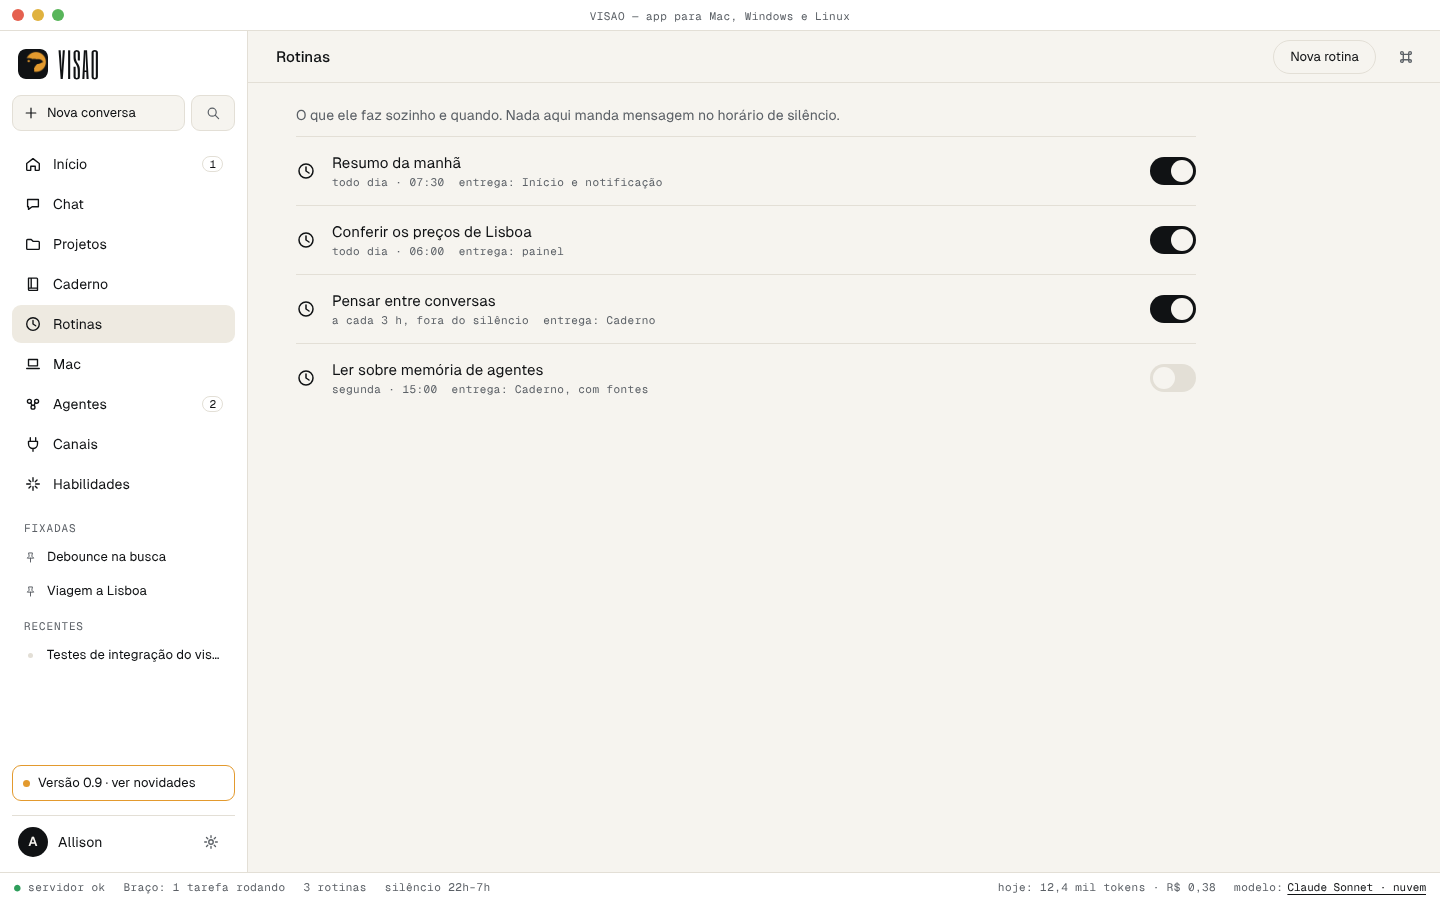 VISAO — app para Mac, Windows e Linux
VISAO
Nova conversa
Início 1
Chat
Projetos
Caderno
Rotinas
Mac
Agentes 2
Canais
Habilidades
FIXADAS
Debounce na busca
Viagem a Lisboa
RECENTES
Testes de integração do vis…
Versão 0.9 · ver novidades
A Allison
Rotinas
Nova rotina
O que ele faz sozinho e quando. Nada aqui manda mensagem no horário de silêncio.
Resumo da manhã
todo dia · 07:30 entrega: Início e notificação
Conferir os preços de Lisboa
todo dia · 06:00 entrega: painel
Pensar entre conversas
a cada 3 h, fora do silêncio entrega: Caderno
Ler sobre memória de agentes
segunda · 15:00 entrega: Caderno, com fontes
servidor ok Braço: 1 tarefa rodando 3 rotinas silêncio 22h–7h
hoje: 12,4 mil tokens · R$ 0,38 modelo: Claude Sonnet · nuvem